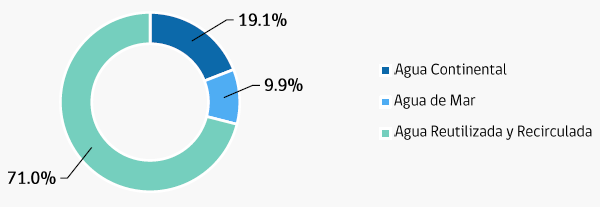 19.1%
9.9%
71.0%
Agua Continental
Agua de Mar
Agua Reutilizada y Recirculada